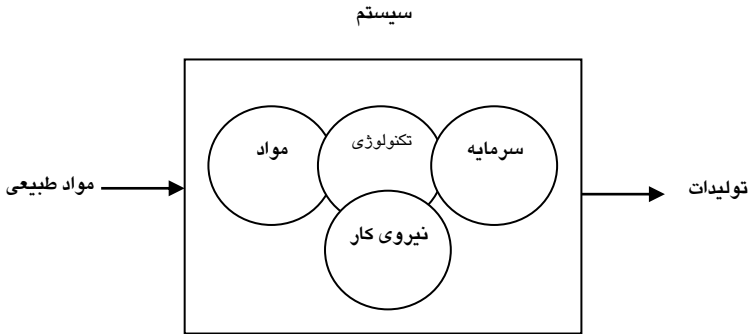 سیستم
تکنولوژی
مواد
سرمایه
مواد طبیعی
تولیدات
نیروی کار